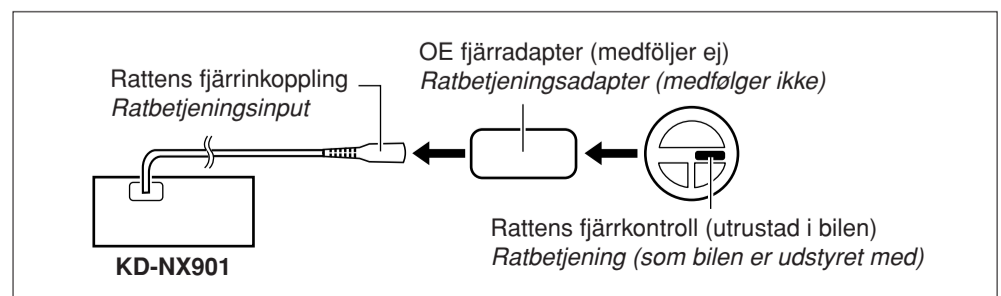 OE fjärradapter (medföljer ej)
Ratbetjeningsadapter (medfølger ikke)
Rattens fjärrinkoppling
Ratbetjeningsinput
Rattens fjärrkontroll (utrustad i bilen)
Ratbetjening (som bilen er udstyret med)
KD-NX901